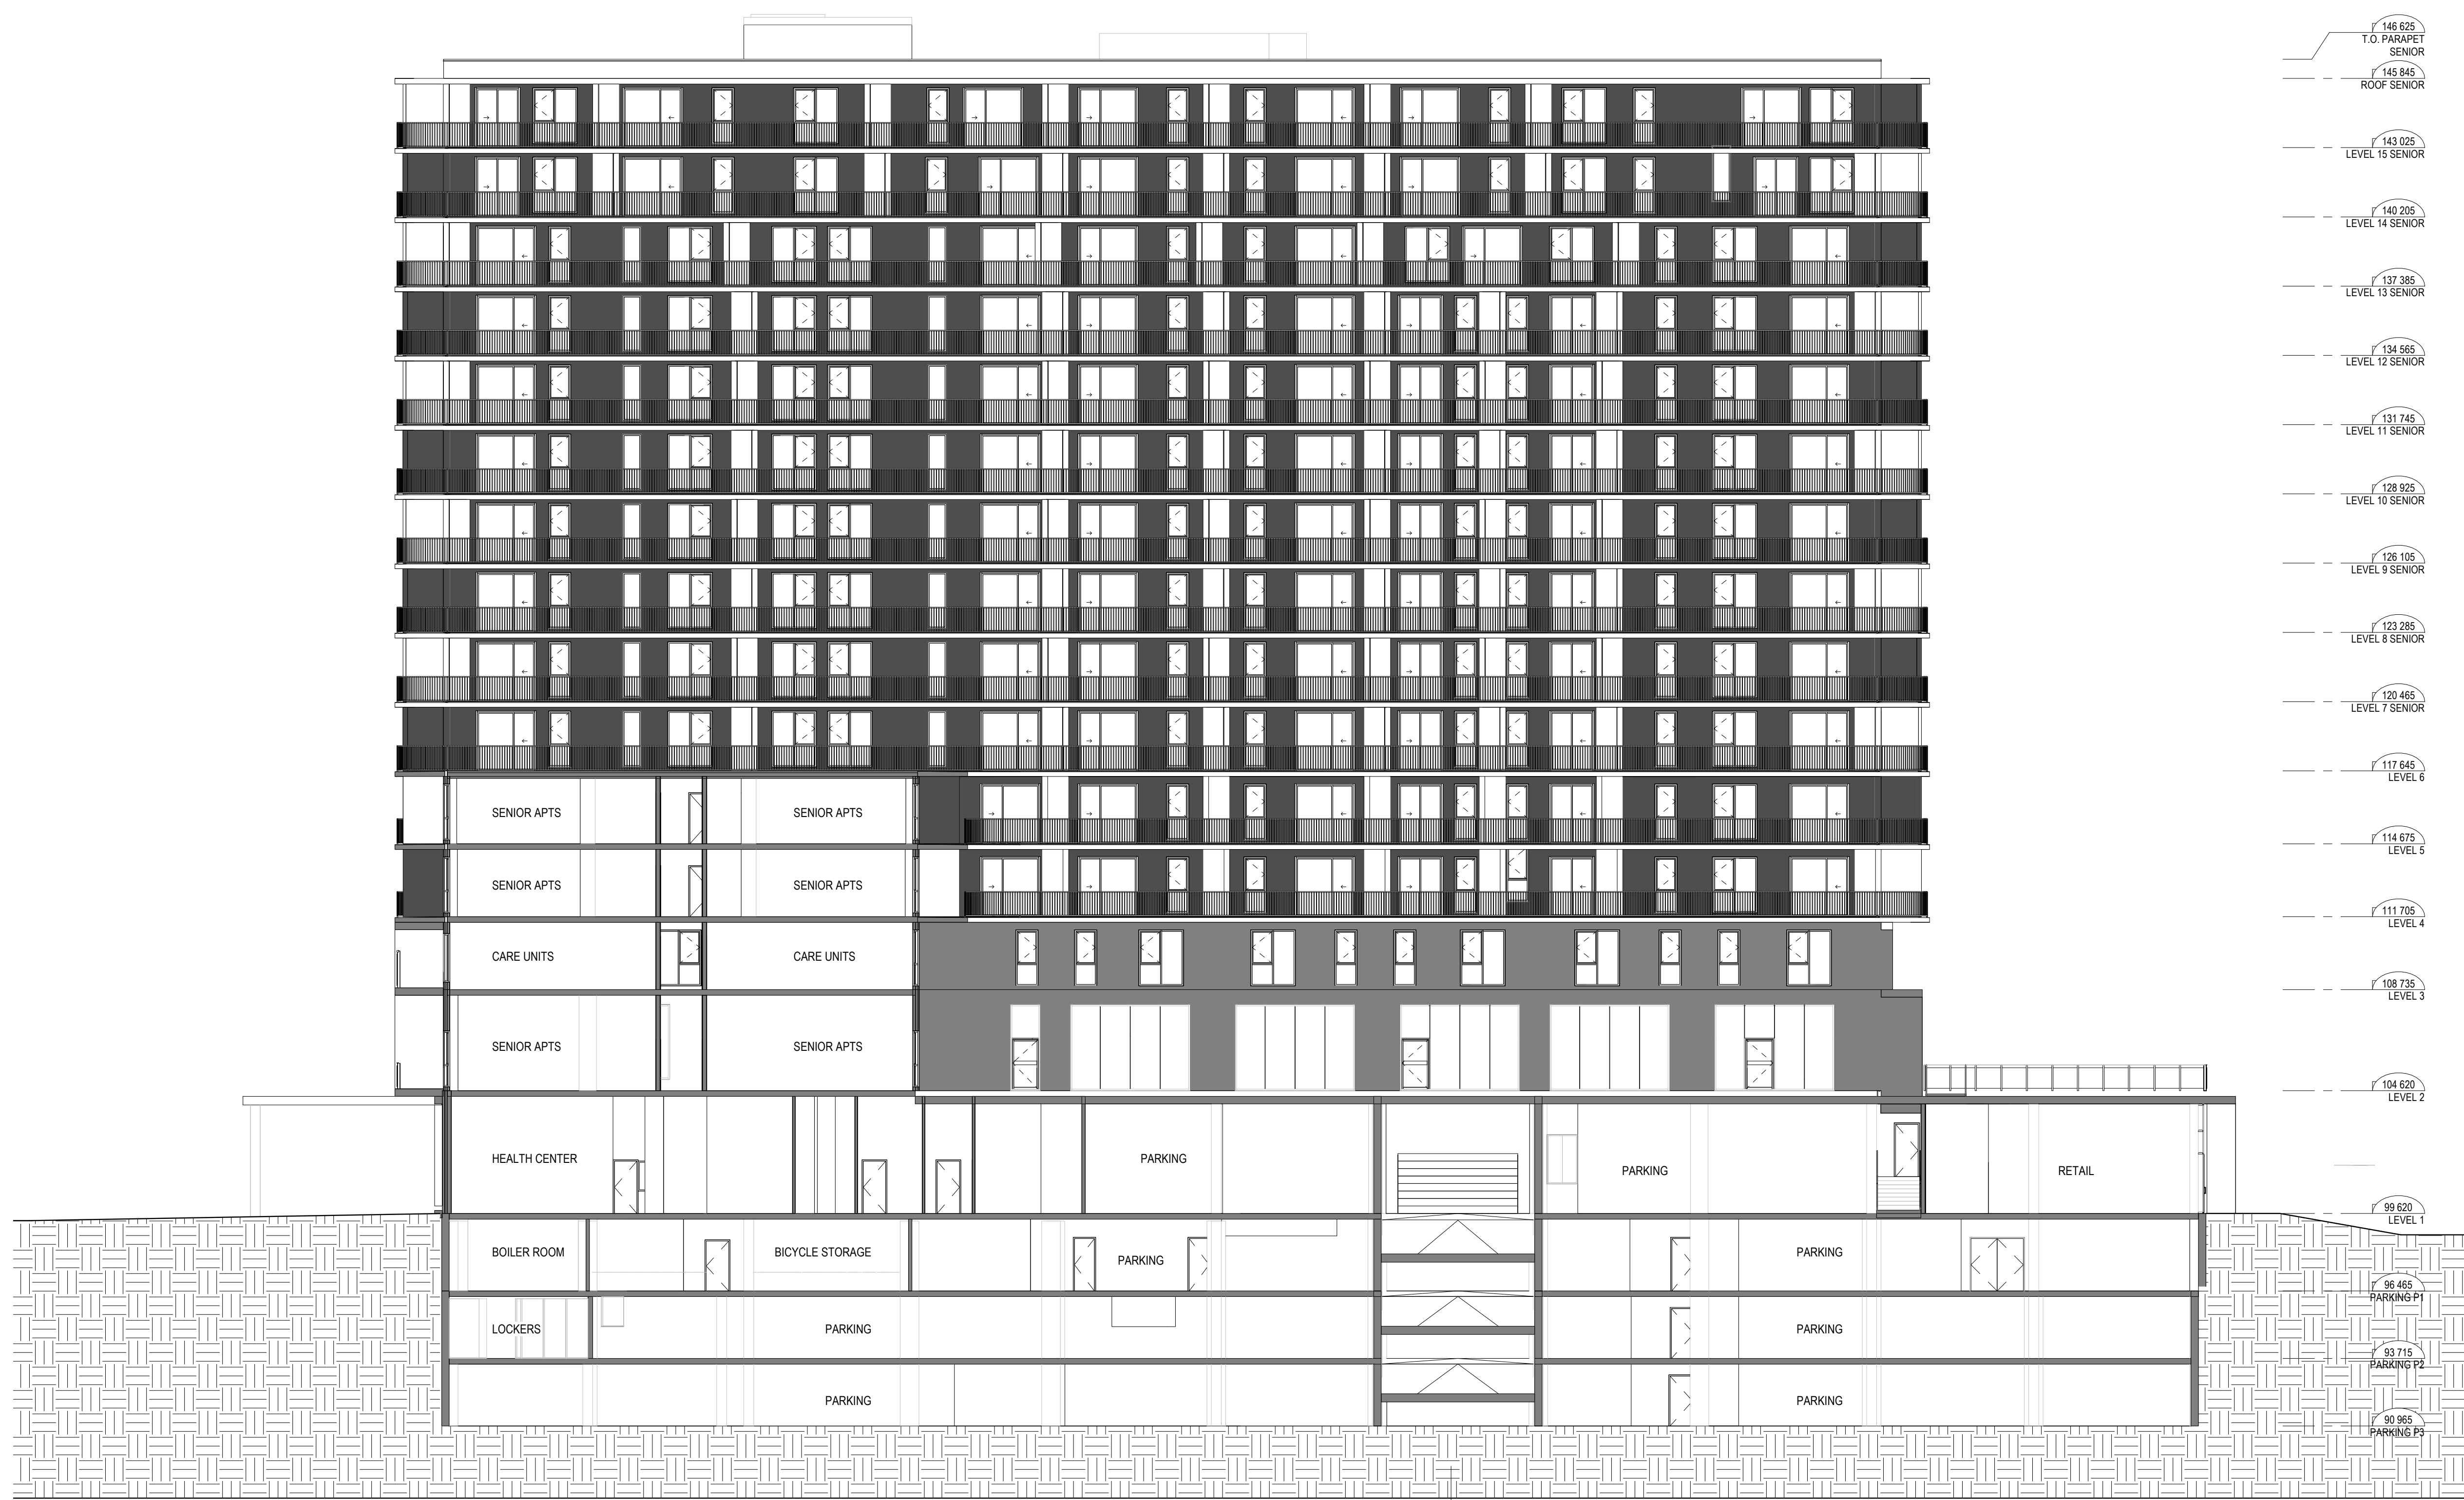 146 625
T.O. PARAPET
SENIOR
145 845
ROOF SENIOR
143 025
LEVEL 15 SENIOR
140 205
LEVEL 14 SENIOR
137 385
LEVEL 13 SENIOR
134 565
LEVEL 12 SENIOR
131 745
LEVEL 11 SENIOR
128 925
LEVEL 10 SENIOR
126 105
LEVEL 9 SENIOR
123 285
LEVEL 8 SENIOR
120 465
LEVEL 7 SENIOR
117 645
LEVEL 6
SENIOR APTS SENIOR APTS
114 675
LEVEL 5
SENIOR APTS SENIOR APTS
111 705
LEVEL 4
CARE UNITS CARE UNITS
108 735
LEVEL 3
SENIOR APTS SENIOR APTS
104 620
LEVEL 2
HEALTH CENTER PARKING PARKING RETAIL
99 620
LEVEL 1
BOILER ROOM BICYCLE STORAGE PARKING PARKING
96 465
PARKING P1
LOCKERS PARKING PARKING
93 715
PARKING P2
PARKING PARKING
90 965
PARKING P3